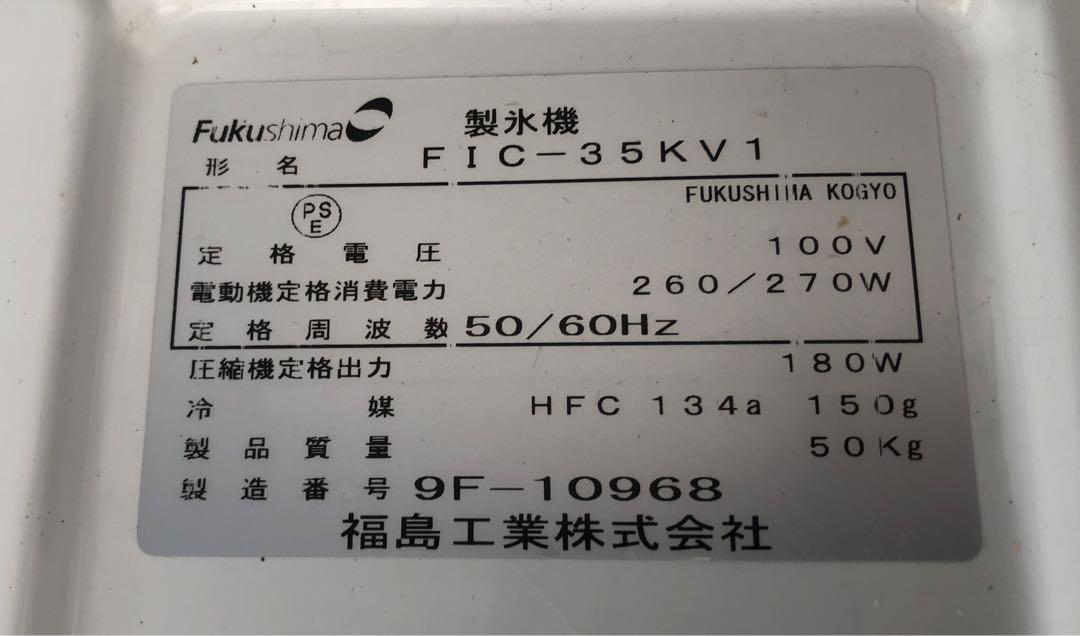 Fukushima 製氷機
形名 FIC-35KV1
FUKUSHIMA KOGYO
PS
E
定格電圧 100V
電動機定格消費電力 260/270W
定格周波数 50/60Hz
圧縮機定格出力 180W
冷媒 HFC 134a 150g
製品質量 50Kg
製造番号 9F-10968
福島工業株式会社